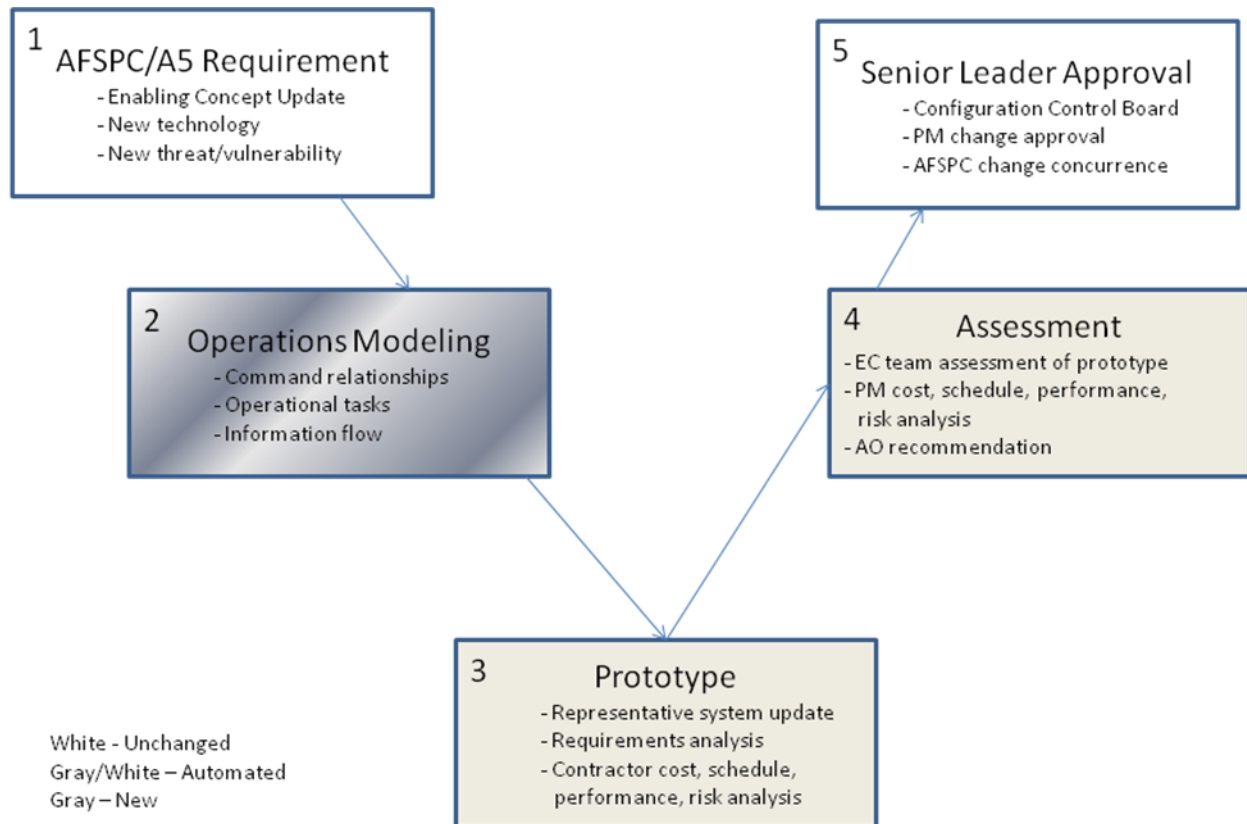 1
AFSPC/A5 Requirement
- Enabling Concept Update
- New technology
- New threat/vulnerability
2
Operations Modeling
- Command relationships
- Operational tasks
- Information flow
3
Prototype
- Representative system update
- Requirements analysis
- Contractor cost, schedule,
performance, risk analysis
4
Assessment
- EC team assessment of prototype
- PM cost, schedule, performance,
risk analysis
- AO recommendation
5
Senior Leader Approval
- Configuration Control Board
- PM change approval
- AFSPC change concurrence
White - Unchanged
Gray/White – Automated
Gray – New